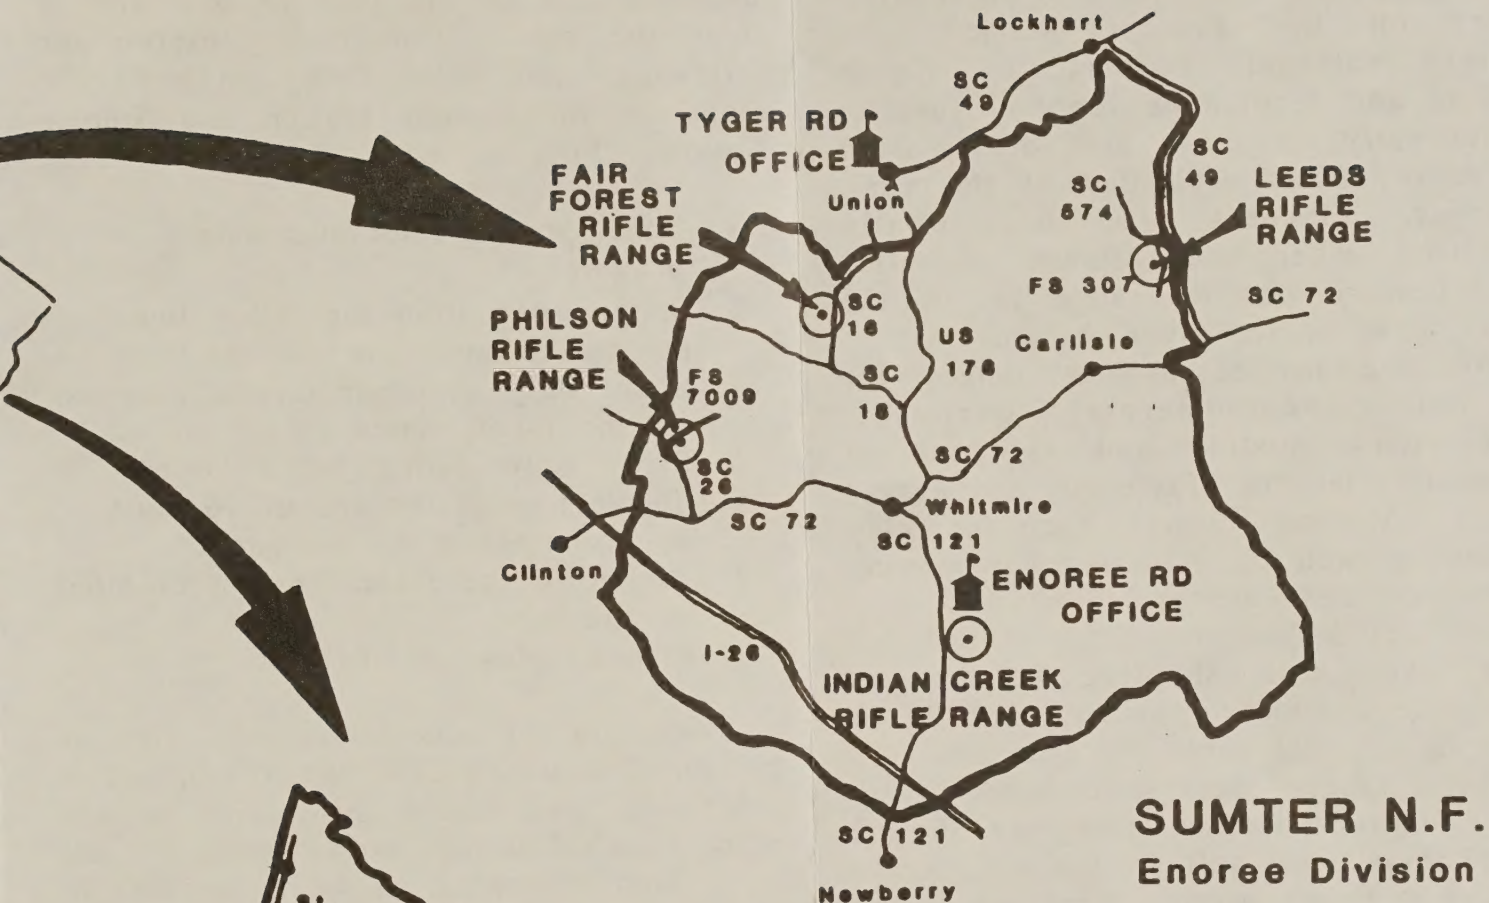 Lockhart
SC
49
TYGER RD
OFFICE
Union
FAIR
FOREST
RIFLE
RANGE
SC
49
SC
574
LEEDS
RIFLE
RANGE
FS 307
SC 72
SC
16
PHILSON
RIFLE
RANGE
US
176
Carlisle
FS
7009
SC
18
SC 72
SC
26
SC 72
Whitmire
SC 121
Clinton
ENOREE RD
OFFICE
I-26
INDIAN CREEK
RIFLE RANGE
SC 121
Newberry
SUMTER N.F.
Enoree Division